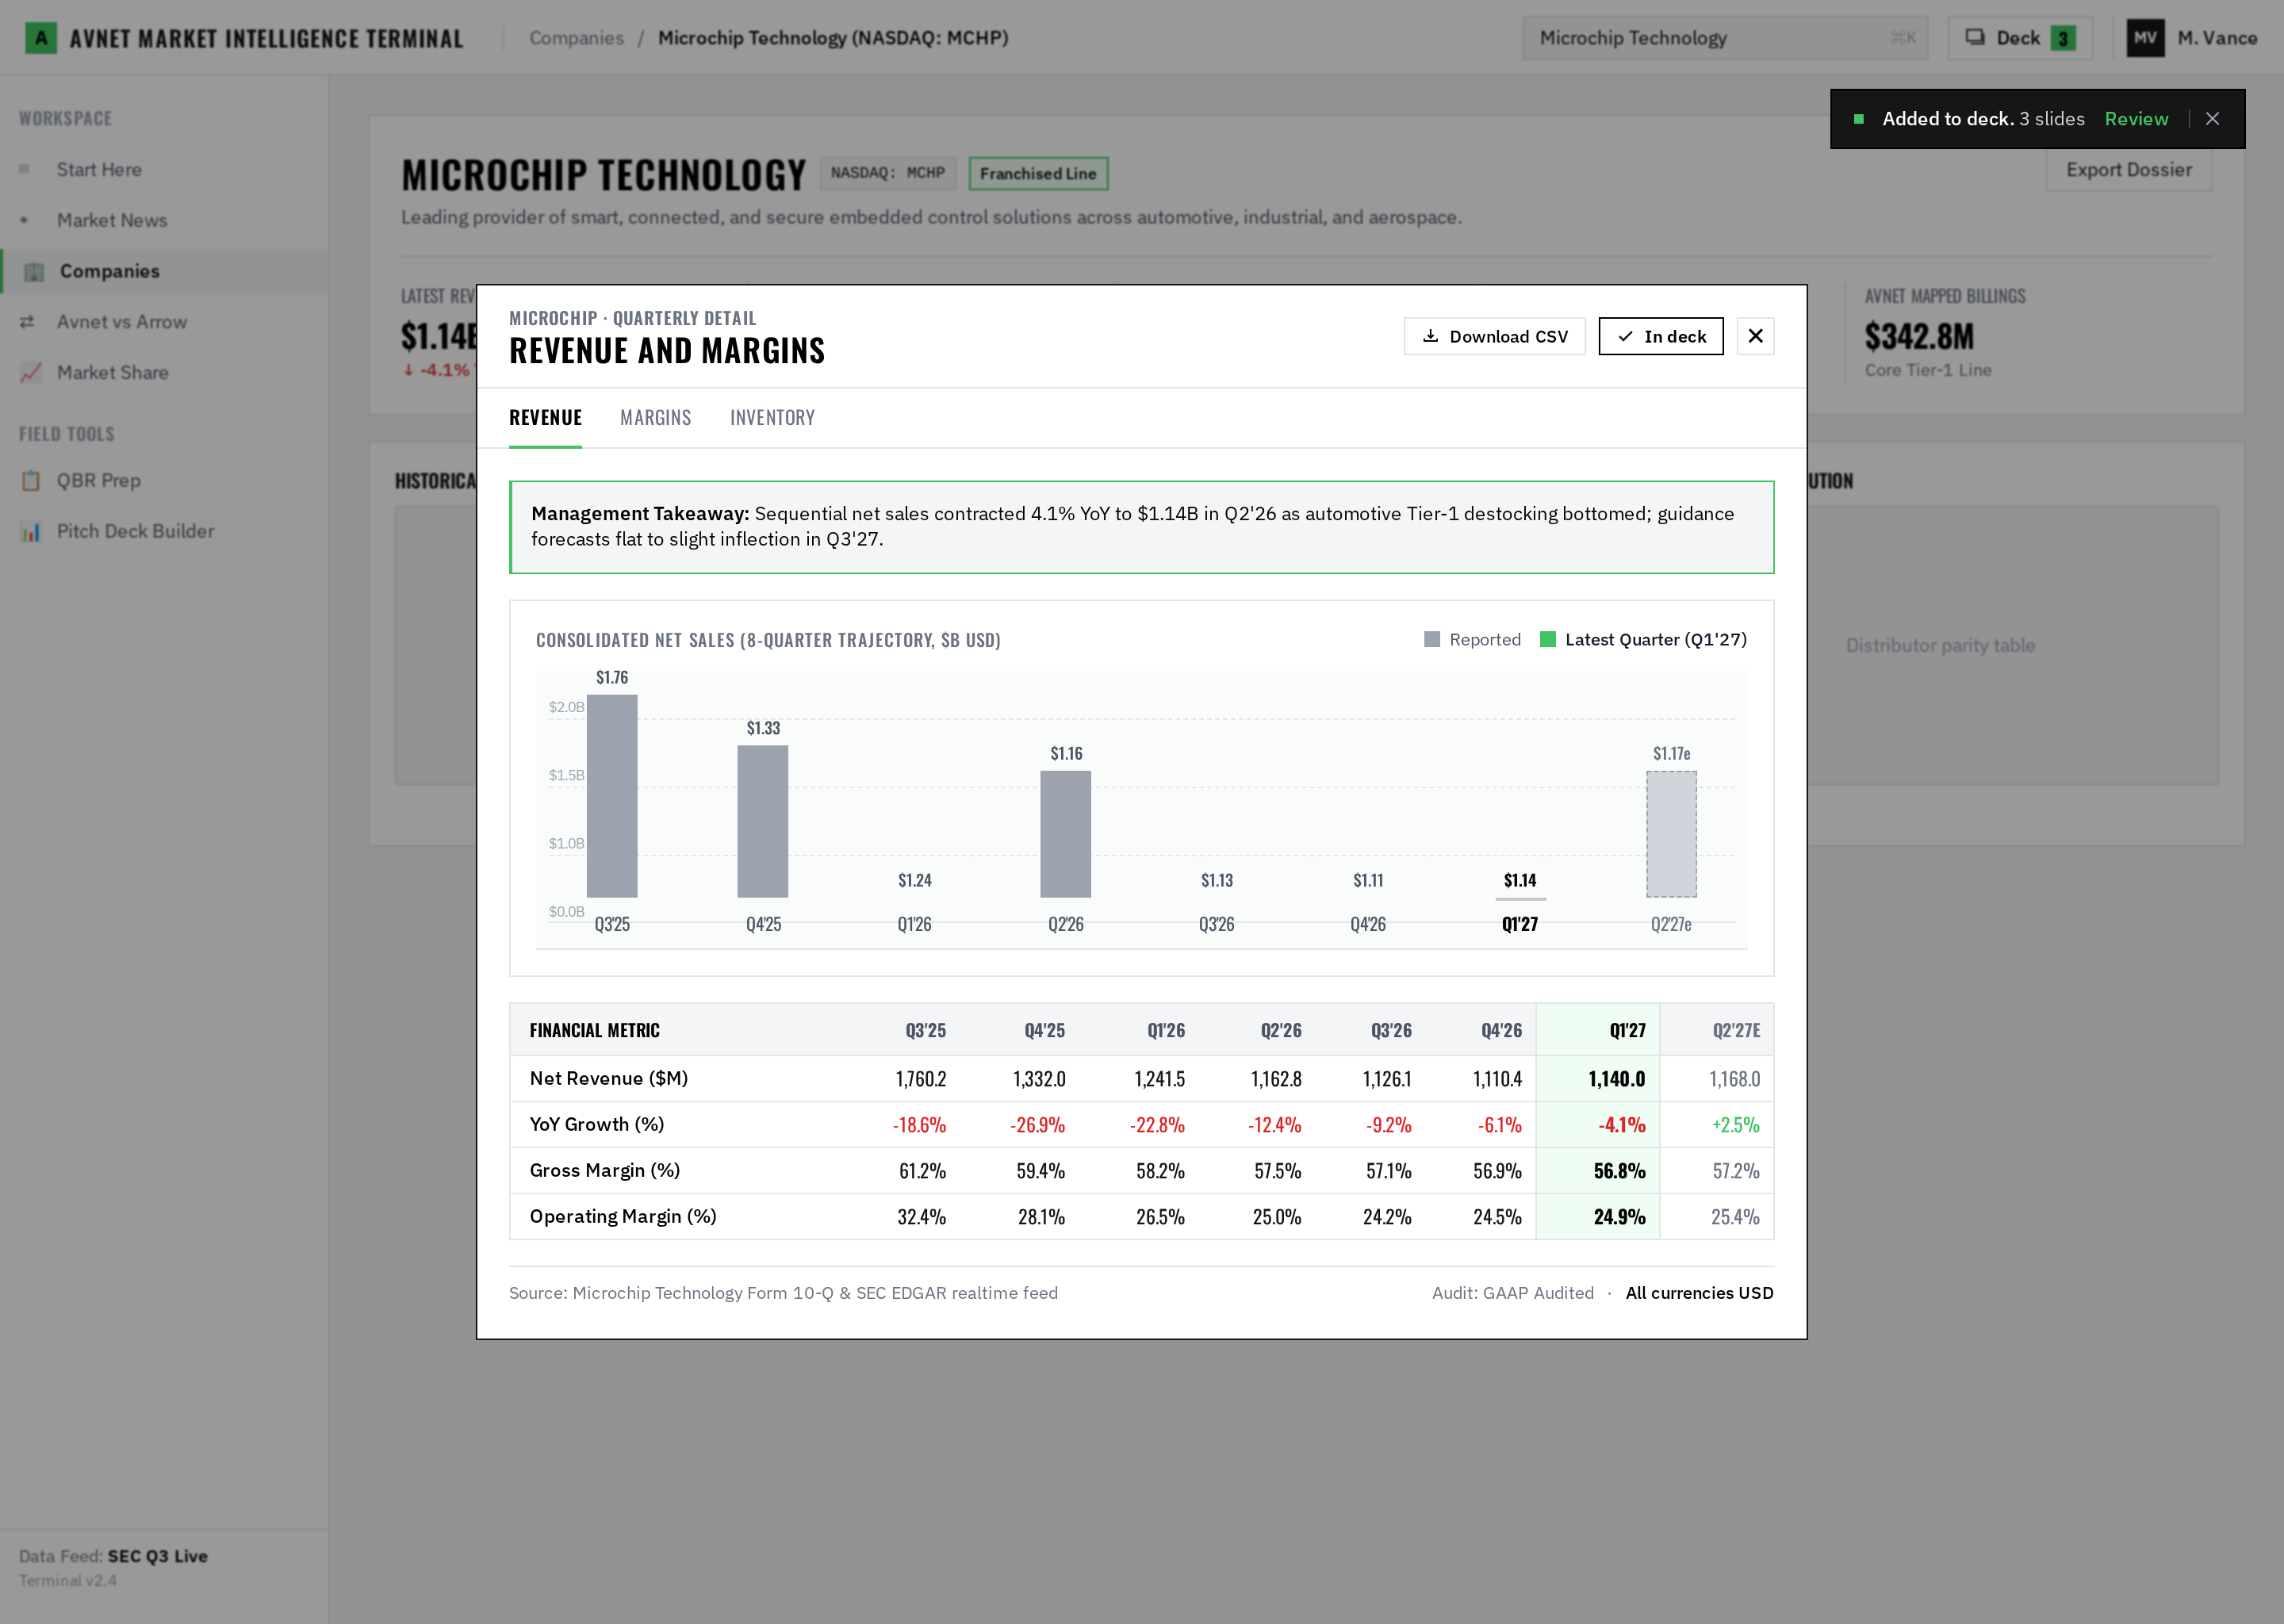 A AVNET MARKET INTELLIGENCE TERMINAL Companies / Microchip Technology (NASDAQ: MCHP) Microchip Technology ⌘K Deck 3 MV M. Vance
Added to deck. 3 slides Review
WORKSPACE
Start Here
Market News
Companies
Avnet vs Arrow
Market Share
FIELD TOOLS
QBR Prep
Pitch Deck Builder
Data Feed: SEC Q3 Live
Terminal v2.4
MICROCHIP TECHNOLOGY NASDAQ: MCHP Franchised Line Export Dossier
Leading provider of smart, connected, and secure embedded control solutions across automotive, industrial, and aerospace.
LATEST REV
$1.14B
↓ -4.1%
AVNET MAPPED BILLINGS
$342.8M
Core Tier-1 Line
HISTORICA
UTION
Distributor parity table
MICROCHIP · QUARTERLY DETAIL
REVENUE AND MARGINS
Download CSV In deck
REVENUE MARGINS INVENTORY
Management Takeaway: Sequential net sales contracted 4.1% YoY to $1.14B in Q2'26 as automotive Tier-1 destocking bottomed; guidance
forecasts flat to slight inflection in Q3'27.
CONSOLIDATED NET SALES (8-QUARTER TRAJECTORY, $B USD) Reported Latest Quarter (Q1'27)
$2.0B
$1.5B
$1.0B
$0.0B
$1.76 $1.33 $1.24 $1.16 $1.13 $1.11 $1.14 $1.17e
Q3'25 Q4'25 Q1'26 Q2'26 Q3'26 Q4'26 Q1'27 Q2'27e
FINANCIAL METRIC Q3'25 Q4'25 Q1'26 Q2'26 Q3'26 Q4'26 Q1'27 Q2'27E
Net Revenue ($M) 1,760.2 1,332.0 1,241.5 1,162.8 1,126.1 1,110.4 1,140.0 1,168.0
YoY Growth (%) -18.6% -26.9% -22.8% -12.4% -9.2% -6.1% -4.1% +2.5%
Gross Margin (%) 61.2% 59.4% 58.2% 57.5% 57.1% 56.9% 56.8% 57.2%
Operating Margin (%) 32.4% 28.1% 26.5% 25.0% 24.2% 24.5% 24.9% 25.4%
Source: Microchip Technology Form 10-Q & SEC EDGAR realtime feed Audit: GAAP Audited · All currencies USD